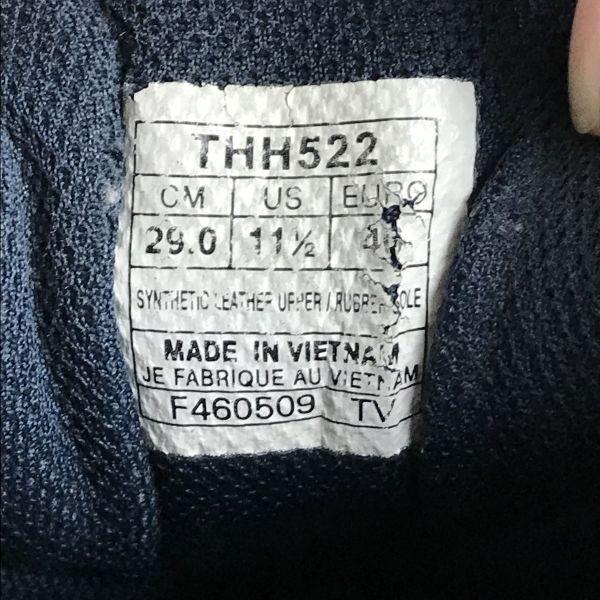 THH522
CM US EURO
29.0 11½
SYNTHETIC LEATHER UPPER / RUBBER SOLE
MADE IN VIETNAM
JE FABRIQUE AU VIETNAM
F460509 TV